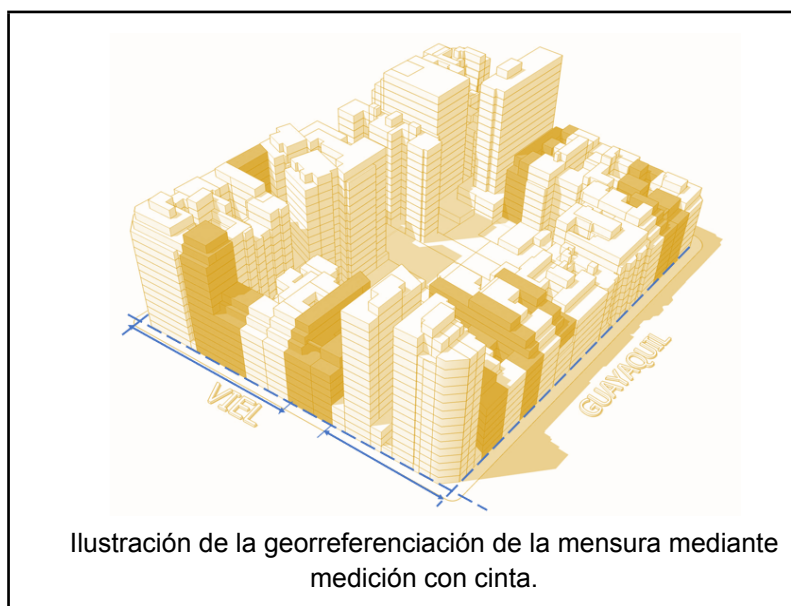 VIEL
GUAYAQUIL
Ilustración de la georreferenciación de la mensura mediante
medición con cinta.